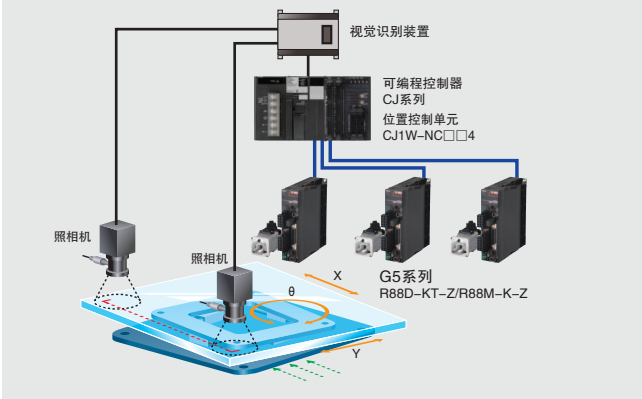 视觉识别装置
可编程控制器
CJ系列
位置控制单元
CJ1W-NC□□4
照相机
照相机
X
θ
G5系列
R88D-KT-Z/R88M-K-Z
Y